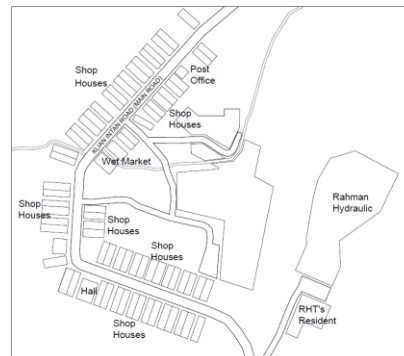 Shop
Houses
Post
Office
KLIAN INTAN ROAD (MAIN ROAD)
Shop
Houses
Wet Market
Rahman
Hydraulic
Shop
Houses
Shop
Houses
Shop
Houses
Hall
Shop
Houses
RHT's
Resident